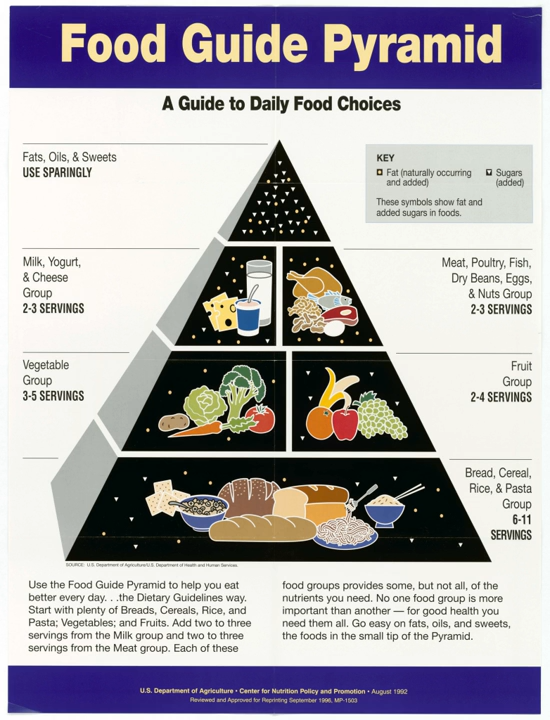 Food Guide Pyramid
A Guide to Daily Food Choices
Fats, Oils, & Sweets
USE SPARINGLY
KEY
Fat (naturally occurring
and added)
Sugars
(added)
These symbols show fat and
added sugars in foods.
Milk, Yogurt,
& Cheese
Group
2-3 SERVINGS
Meat, Poultry, Fish,
Dry Beans, Eggs,
& Nuts Group
2-3 SERVINGS
Vegetable
Group
3-5 SERVINGS
Fruit
Group
2-4 SERVINGS
Bread, Cereal,
Rice, & Pasta
Group
6-11
SERVINGS
SOURCE: U.S. Department of Agriculture/U.S. Department of Health and Human Services
Use the Food Guide Pyramid to help you eat
better every day. . .the Dietary Guidelines way.
Start with plenty of Breads, Cereals, Rice, and
Pasta; Vegetables; and Fruits. Add two to three
servings from the Milk group and two to three
servings from the Meat group. Each of these
food groups provides some, but not all, of the
nutrients you need. No one food group is more
important than another — for good health you
need them all. Go easy on fats, oils, and sweets,
the foods in the small tip of the Pyramid.
U.S. Department of Agriculture • Center for Nutrition Policy and Promotion • August 1992
Reviewed and Approved for Reprinting September 1996, MP-1503